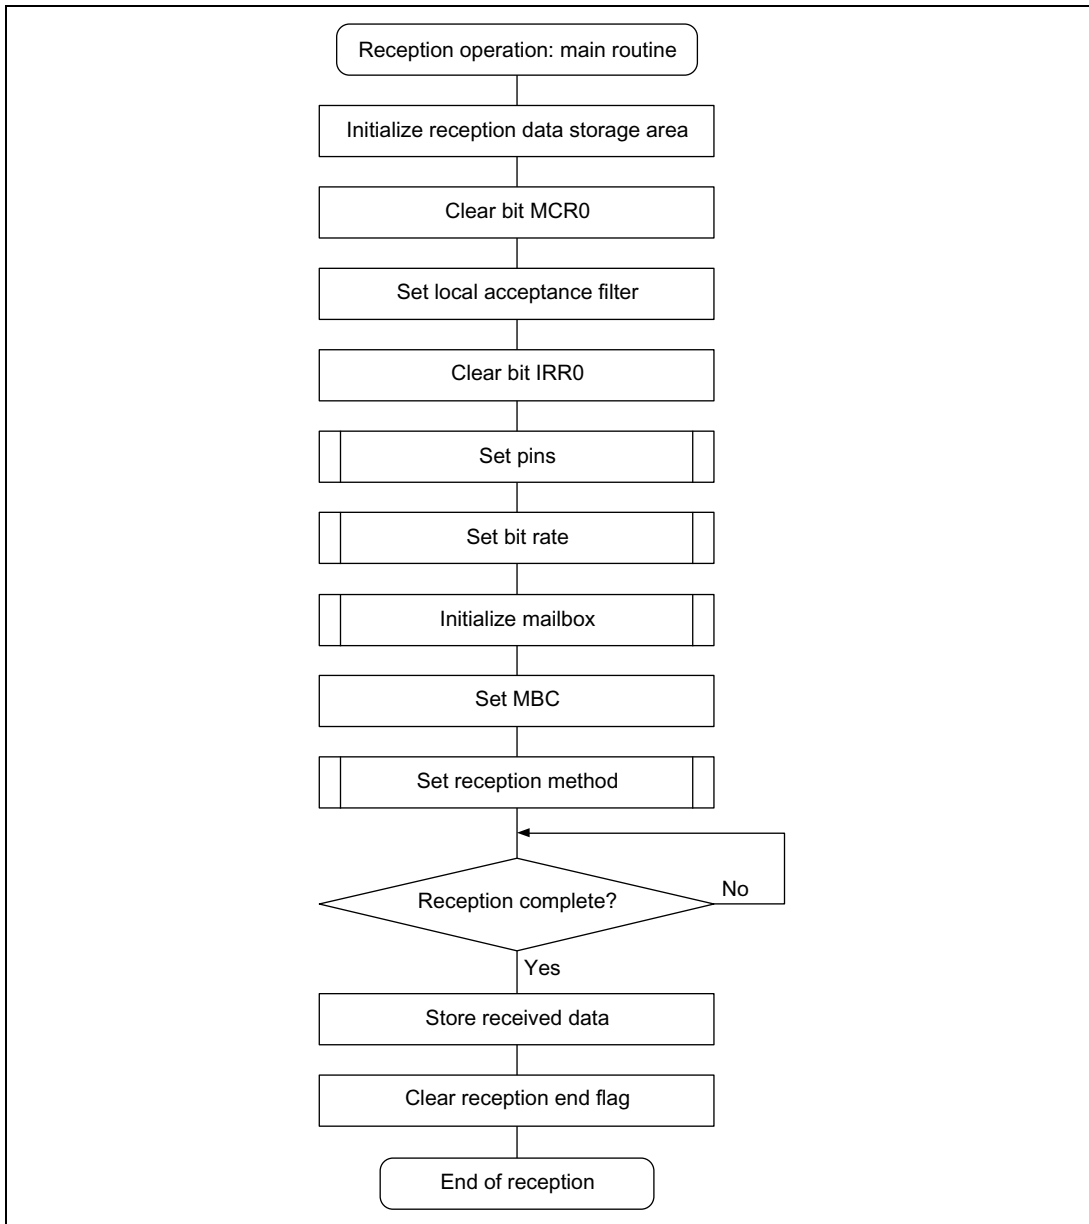 Reception operation: main routine
Initialize reception data storage area
Clear bit MCR0
Set local acceptance filter
Clear bit IRR0
Set pins
Set bit rate
Initialize mailbox
Set MBC
Set reception method
Reception complete?
No
Yes
Store received data
Clear reception end flag
End of reception